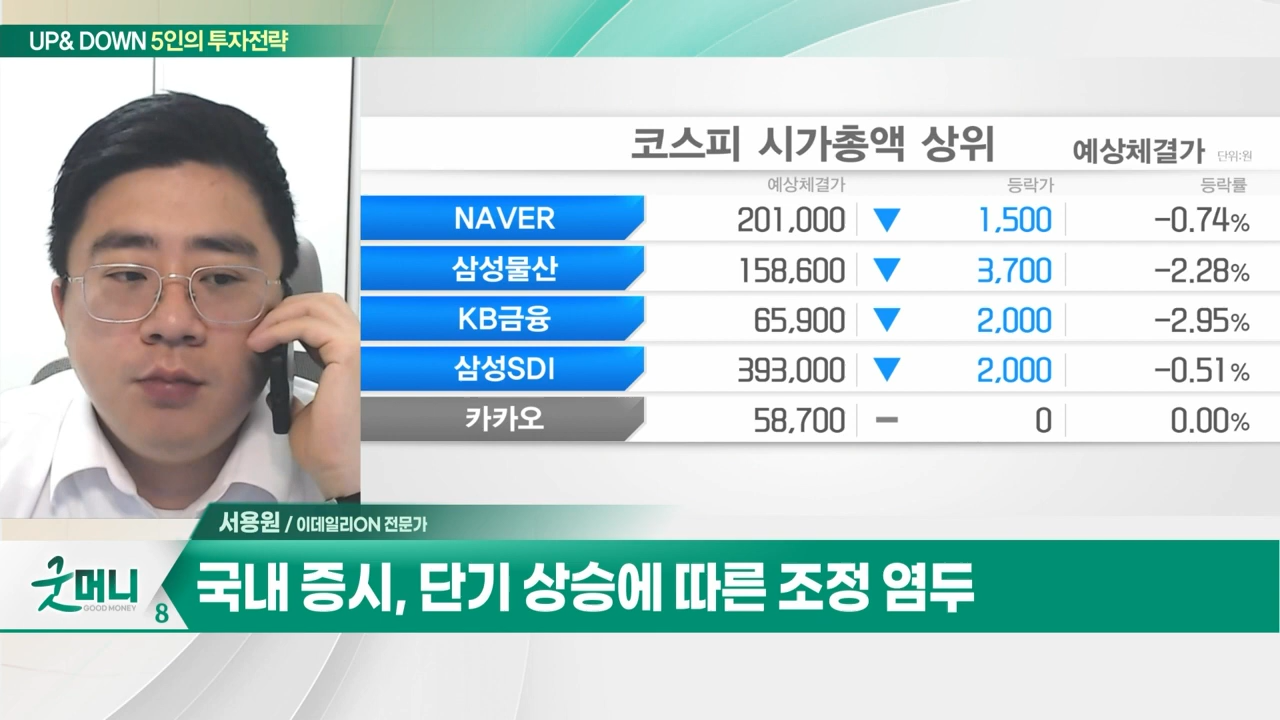 UP& DOWN 5인의 투자전략
코스피 시가총액 상위 예상체결가 단위:원
예상체결가 등락가 등락률
NAVER 201,000 ▼ 1,500 -0.74%
삼성물산 158,600 ▼ 3,700 -2.28%
KB금융 65,900 ▼ 2,000 -2.95%
삼성SDI 393,000 ▼ 2,000 -0.51%
카카오 58,700 - 0 0.00%
서용원 / 이데일리ON 전문가
굿머니
GOOD MONEY
8
국내 증시, 단기 상승에 따른 조정 염두